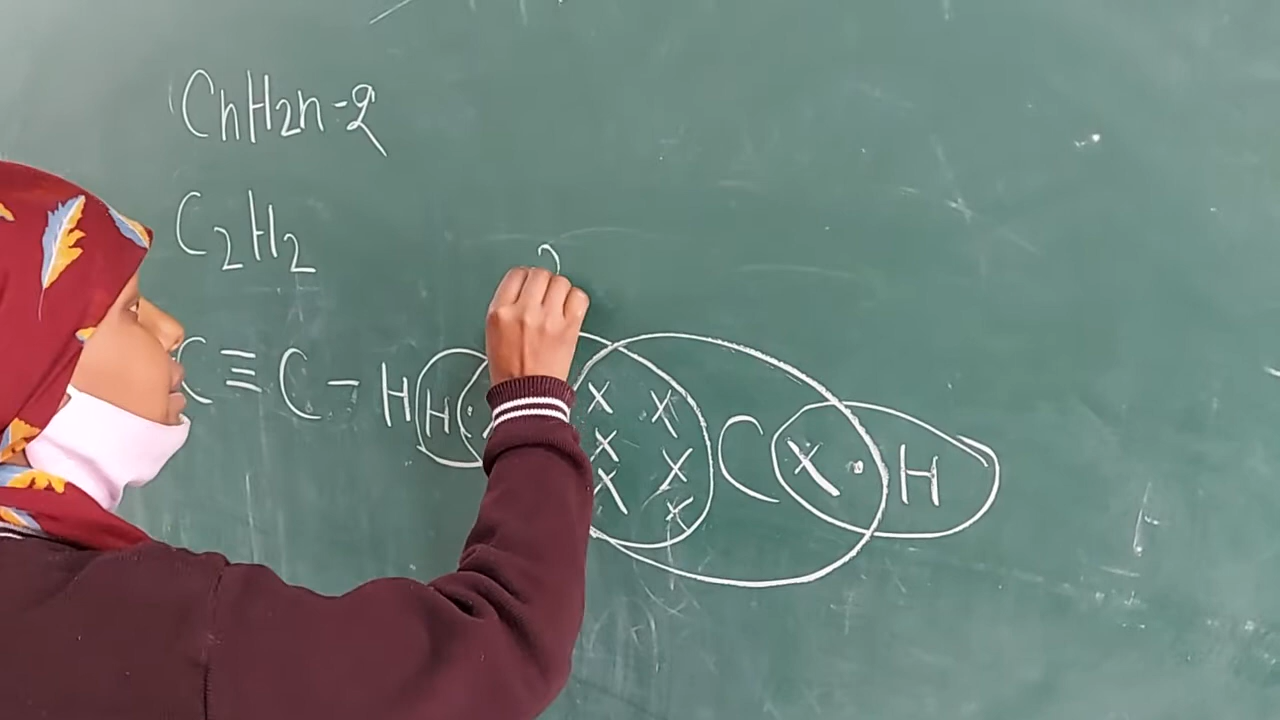 CnH2n-2
C2H2
C≡C-H
H C X · H